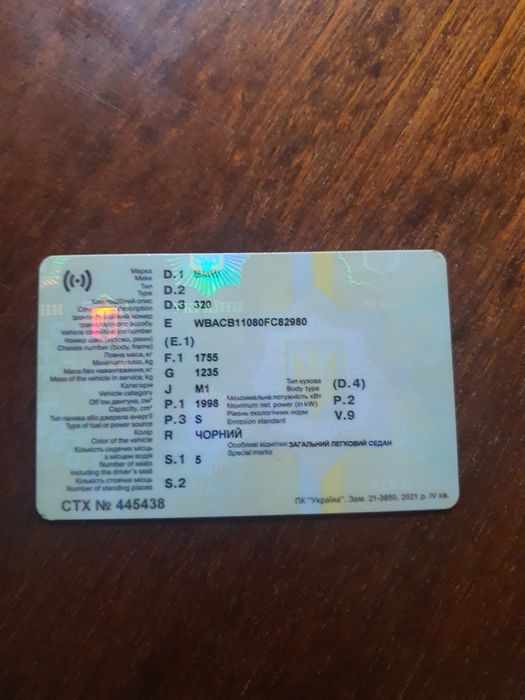 Марка D.1 BMW
Make
Тип D.2
Type
Комерційний опис D.3 320
Commercial description
Ідентифікаційний номер E WBACB11080FC82980
транспортного засобу
Vehicle identification number
Номер шасі (кузова, рами) (E.1)
Chassis number (body, frame)
Повна маса, кг F.1 1755
Maximum mass, kg
Маса без навантаження, кг G 1235
Mass of the vehicle in service, kg
Категорія J M1
Vehicle category
Об'єм двигуна, см³ P.1 1998
Capacity, cm³
Тип палива або джерела енергії P.3 S
Type of fuel or power source
Колір R ЧОРНИЙ
Color of the vehicle
Кількість сидячих місць S.1 5
з місцем водія
Number of seats
including the driver's seat
Кількість стоячих місць S.2
Number of standing places
Тип кузова (D.4)
Body type
Максимальна потужність кВт P.2
Maximum net power (in kW)
Рівень екологічних норм V.9
Emission standard
Особливі відмітки: ЗАГАЛЬНИЙ ЛЕГКОВИЙ СЕДАН
Special marks
СТХ № 445438
ПК "Україна". Зам. 21-3850. 2021 р. IV кв.